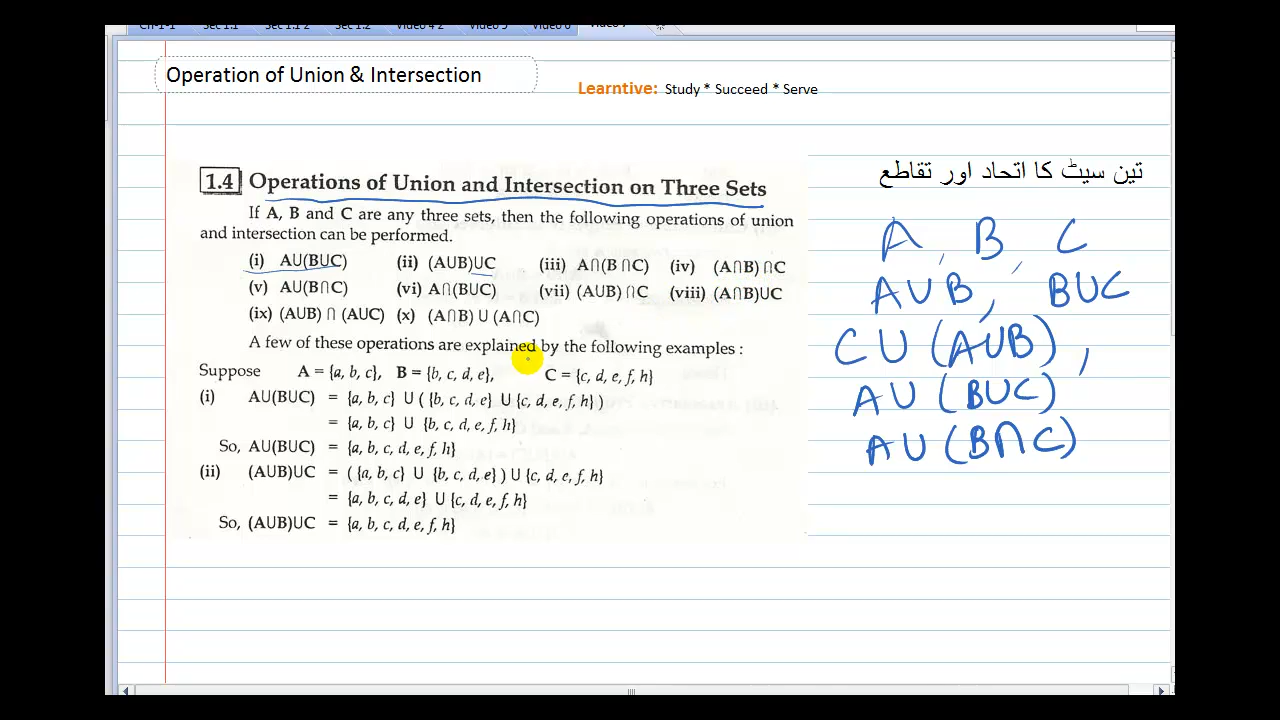 Operation of Union & Intersection
Learntive: Study * Succeed * Serve
1.4 Operations of Union and Intersection on Three Sets
If A, B and C are any three sets, then the following operations of union
and intersection can be performed.
(i) A∪(B∪C) (ii) (A∪B)∪C (iii) A∩(B∩C) (iv) (A∩B)∩C
(v) A∪(B∩C) (vi) A∩(B∪C) (vii) (A∪B)∩C (viii) (A∩B)∪C
(ix) (A∪B) ∩ (A∪C) (x) (A∩B) ∪ (A∩C)
A few of these operations are explained by the following examples :
Suppose A = {a, b, c}, B = {b, c, d, e}, C = {c, d, e, f, h}
(i) A∪(B∪C) = {a, b, c} ∪ ( {b, c, d, e} ∪ {c, d, e, f, h} )
= {a, b, c} ∪ {b, c, d, e, f, h}
So, A∪(B∪C) = {a, b, c, d, e, f, h}
(ii) (A∪B)∪C = ( {a, b, c} ∪ {b, c, d, e} ) ∪ {c, d, e, f, h}
= {a, b, c, d, e} ∪ {c, d, e, f, h}
So, (A∪B)∪C = {a, b, c, d, e, f, h}
تین سیٹ کا اتحاد اور تقاطع
A, B, C
A∪B, B∪C
C∪(A∪B),
A∪(B∪C)
A∪(B∩C)